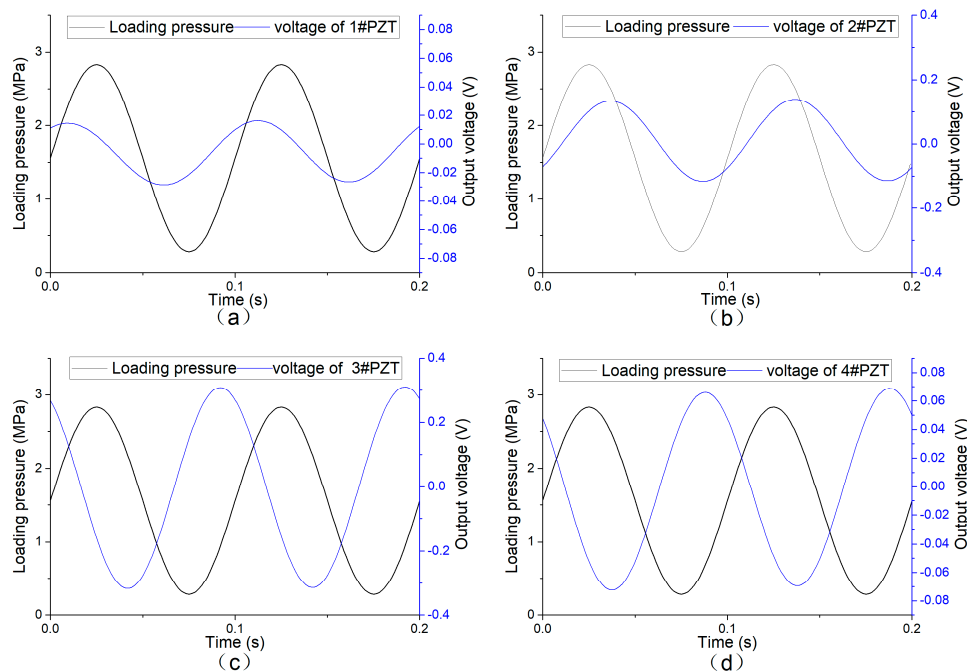 Loading pressure voltage of 1#PZT
Loading pressure (MPa)
3
2
1
0
0.08
0.06
0.04
0.02
0.00
-0.02
-0.04
-0.06
-0.08
Output voltage (V)
0.0 0.1 0.2
Time (s)
(a)
Loading pressure voltage of 2#PZT
Loading pressure (MPa)
3
2
1
0
0.4
0.2
0.0
-0.2
-0.4
Output voltage (V)
0.0 0.1 0.2
Time (s)
(b)
Loading pressure voltage of 3#PZT
Loading pressure (MPa)
3
2
1
0
0.4
0.2
0.0
-0.2
-0.4
Output voltage (V)
0.0 0.1 0.2
Time (s)
(c)
Loading pressure voltage of 4#PZT
Loading pressure (MPa)
3
2
1
0
0.08
0.06
0.04
0.02
0.00
-0.02
-0.04
-0.06
-0.08
Output voltage (V)
0.0 0.1 0.2
Time (s)
(d)